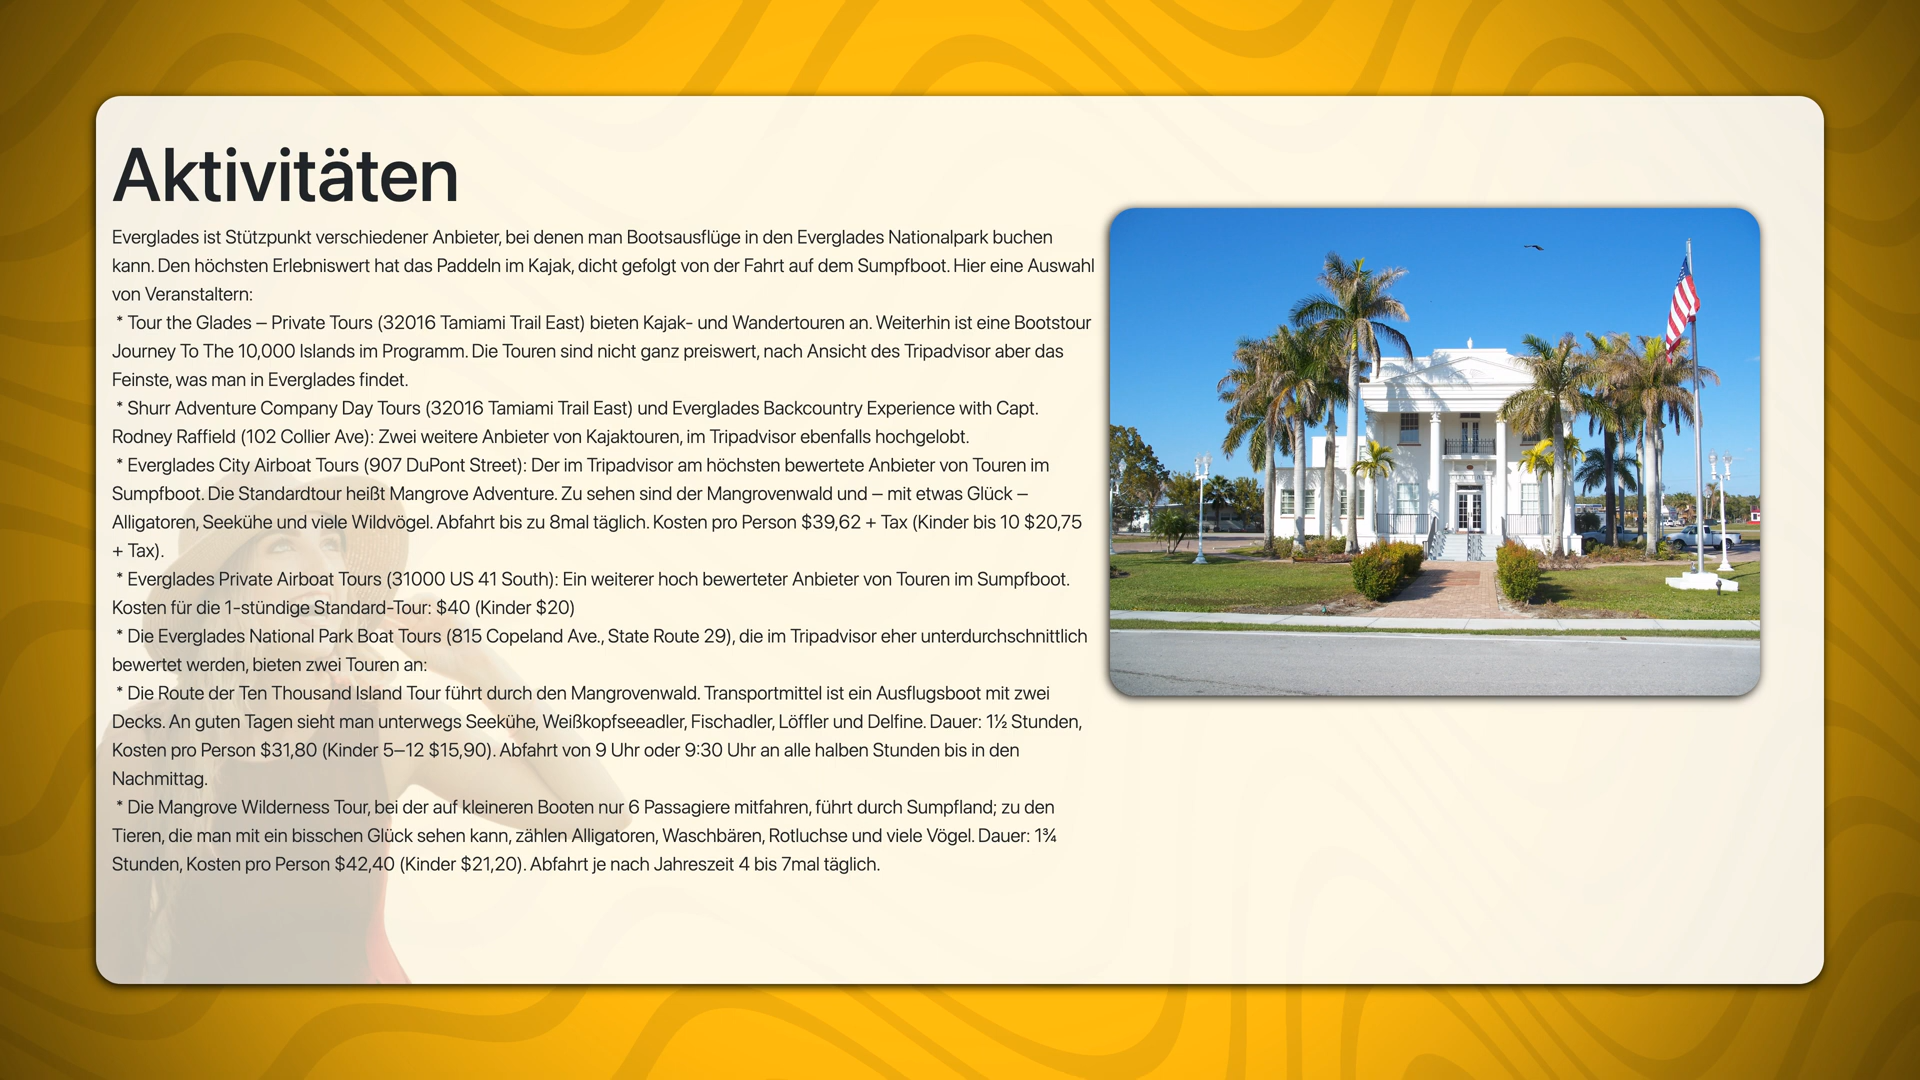 Aktivitäten
Everglades ist Stützpunkt verschiedener Anbieter, bei denen man Bootsausflüge in den Everglades Nationalpark buchen
kann. Den höchsten Erlebniswert hat das Paddeln im Kajak, dicht gefolgt von der Fahrt auf dem Sumpfboot. Hier eine Auswahl
von Veranstaltern:
* Tour the Glades – Private Tours (32016 Tamiami Trail East) bieten Kajak- und Wandertouren an. Weiterhin ist eine Bootstour
Journey To The 10,000 Islands im Programm. Die Touren sind nicht ganz preiswert, nach Ansicht des Tripadvisor aber das
Feinste, was man in Everglades findet.
* Shurr Adventure Company Day Tours (32016 Tamiami Trail East) und Everglades Backcountry Experience with Capt.
Rodney Raffield (102 Collier Ave): Zwei weitere Anbieter von Kajaktouren, im Tripadvisor ebenfalls hochgelobt.
* Everglades City Airboat Tours (907 DuPont Street): Der im Tripadvisor am höchsten bewertete Anbieter von Touren im
Sumpfboot. Die Standardtour heißt Mangrove Adventure. Zu sehen sind der Mangrovenwald und – mit etwas Glück –
Alligatoren, Seekühe und viele Wildvögel. Abfahrt bis zu 8mal täglich. Kosten pro Person $39,62 + Tax (Kinder bis 10 $20,75
+ Tax).
* Everglades Private Airboat Tours (31000 US 41 South): Ein weiterer hoch bewerteter Anbieter von Touren im Sumpfboot.
Kosten für die 1-stündige Standard-Tour: $40 (Kinder $20)
* Die Everglades National Park Boat Tours (815 Copeland Ave., State Route 29), die im Tripadvisor eher unterdurchschnittlich
bewertet werden, bieten zwei Touren an:
* Die Route der Ten Thousand Island Tour führt durch den Mangrovenwald. Transportmittel ist ein Ausflugsboot mit zwei
Decks. An guten Tagen sieht man unterwegs Seekühe, Weißkopfseeadler, Fischadler, Löffler und Delfine. Dauer: 1½ Stunden,
Kosten pro Person $31,80 (Kinder 5–12 $15,90). Abfahrt von 9 Uhr oder 9:30 Uhr an alle halben Stunden bis in den
Nachmittag.
* Die Mangrove Wilderness Tour, bei der auf kleineren Booten nur 6 Passagiere mitfahren, führt durch Sumpfland; zu den
Tieren, die man mit ein bisschen Glück sehen kann, zählen Alligatoren, Waschbären, Rotluchse und viele Vögel. Dauer: 1¾
Stunden, Kosten pro Person $42,40 (Kinder $21,20). Abfahrt je nach Jahreszeit 4 bis 7mal täglich.